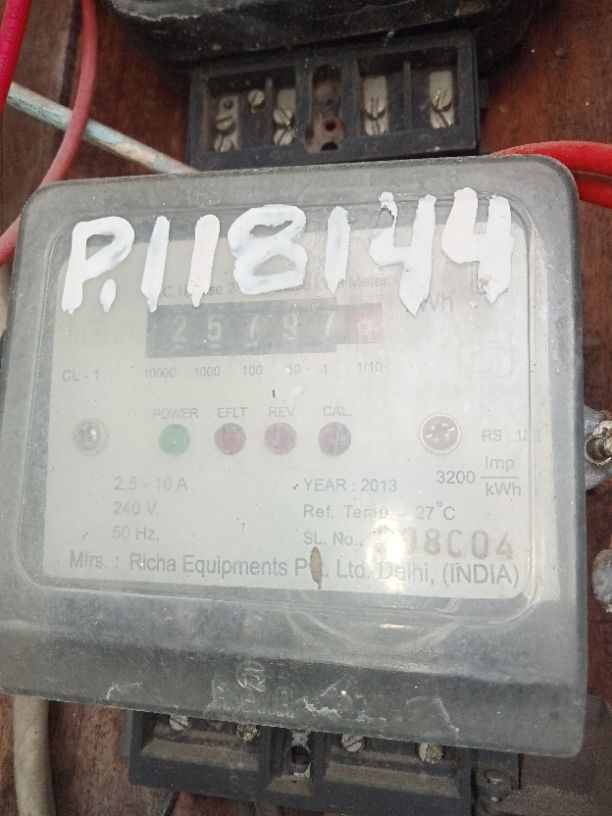 P.118144
Meter.
Wh
25797
CL - 1 10000 1000 100 10 1 1/10
POWER EFLT REV. CAL.
RS :
2.5 - 10 A
240 V.
50 Hz.
YEAR : 2013
3200 Imp/kWh
Ref. Temp. 27°C
SL. No.
Mfrs. : Richa Equipments Ltd. Delhi, (INDIA)